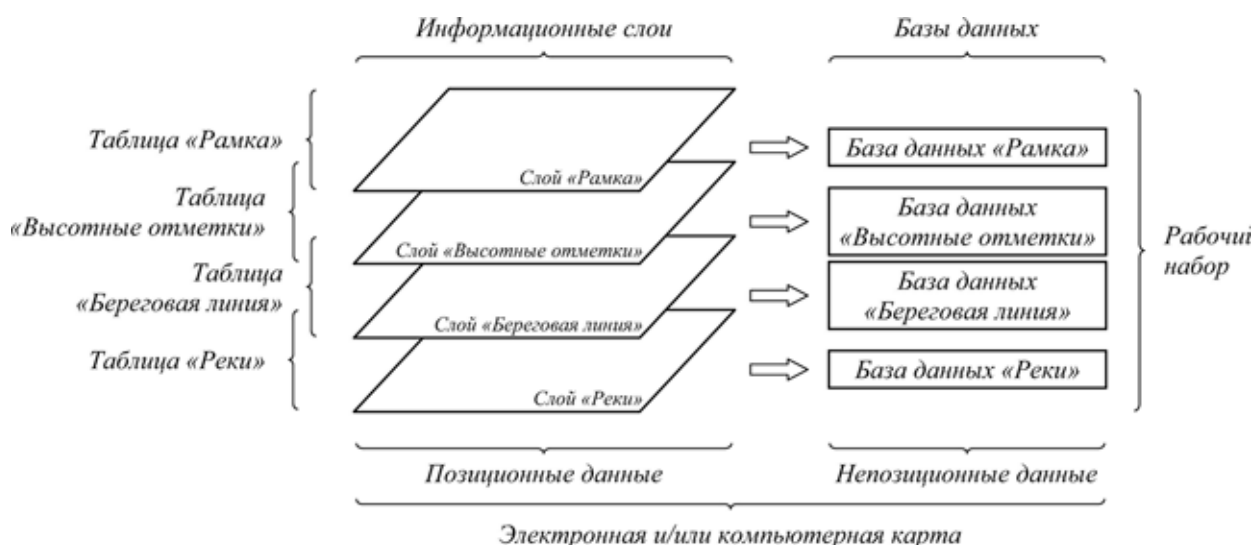 Информационные слои
Базы данных
Таблица «Рамка»
Слой «Рамка»
База данных «Рамка»
Таблица
«Высотные отметки»
Слой «Высотные отметки»
База данных
«Высотные отметки»
Рабочий
набор
Таблица
«Береговая линия»
Слой «Береговая линия»
База данных
«Береговая линия»
Таблица «Реки»
Слой «Реки»
База данных «Реки»
Позиционные данные
Непозиционные данные
Электронная и/или компьютерная карта